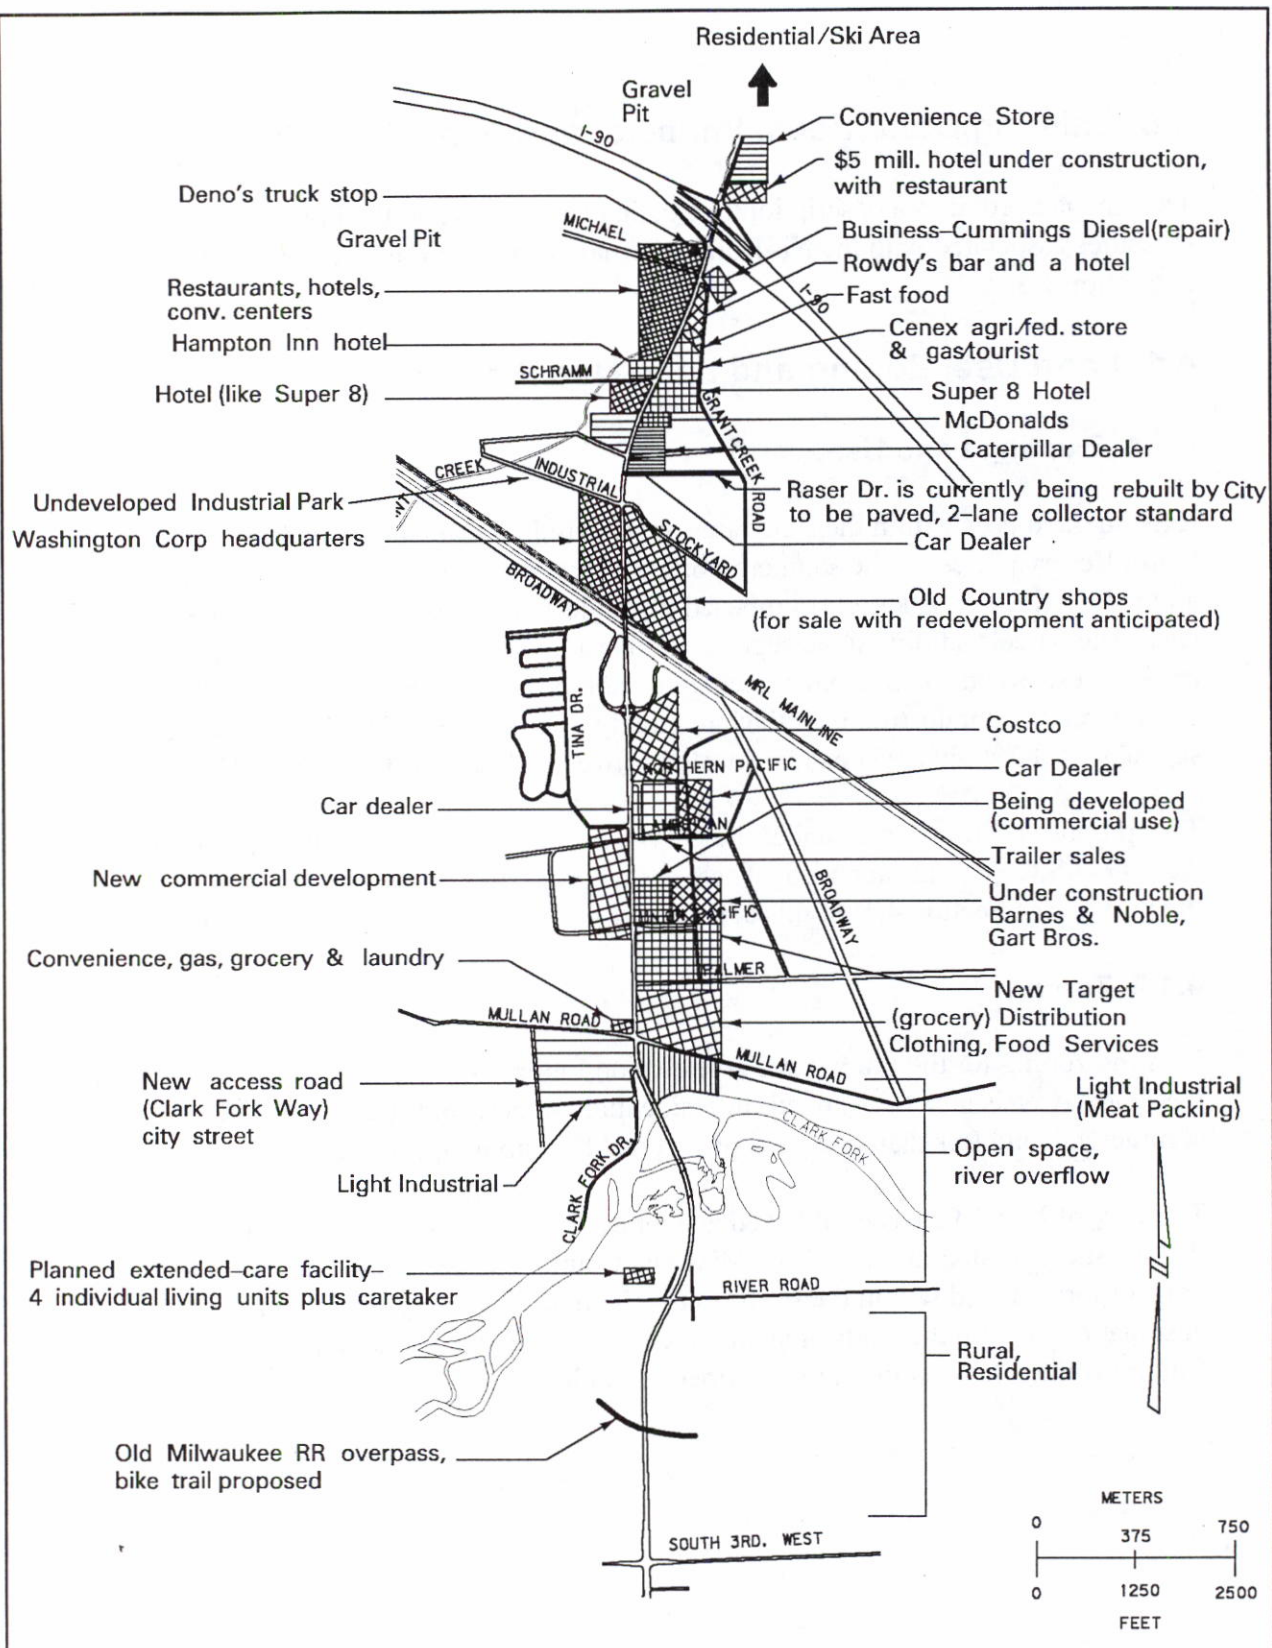 Residential/Ski Area
Gravel
Pit
I-90
Convenience Store
$5 mill. hotel under construction,
with restaurant
Deno's truck stop
MICHAEL
Gravel Pit
Business–Cummings Diesel(repair)
Rowdy's bar and a hotel
I-90
Restaurants, hotels,
conv. centers
Fast food
Cenex agri/fed. store
& gas/tourist
Hampton Inn hotel
SCHRAMM
Hotel (like Super 8)
Super 8 Hotel
GRANT CREEK ROAD
McDonalds
Caterpillar Dealer
CREEK
INDUSTRIAL
Undeveloped Industrial Park
Raser Dr. is currently being rebuilt by City
to be paved, 2–lane collector standard
Washington Corp headquarters
STOCKYARD
Car Dealer
BROADWAY
Old Country shops
(for sale with redevelopment anticipated)
TINA DR.
MRL MAINLINE
Costco
NORTHERN PACIFIC
Car Dealer
Car dealer
Being developed
(commercial use)
Trailer sales
New commercial development
BROADWAY
Under construction
Barnes & Noble,
Gart Bros.
PACIFIC
Convenience, gas, grocery & laundry
PALMER
New Target
MULLAN ROAD
(grocery) Distribution
Clothing, Food Services
MULLAN ROAD
New access road
(Clark Fork Way)
city street
Light Industrial
(Meat Packing)
CLARK FORK
Open space,
river overflow
Light Industrial
CLARK FORK DR.
Planned extended–care facility–
4 individual living units plus caretaker
RIVER ROAD
Rural,
Residential
Old Milwaukee RR overpass,
bike trail proposed
SOUTH 3RD. WEST
METERS
0 375 750
0 1250 2500
FEET